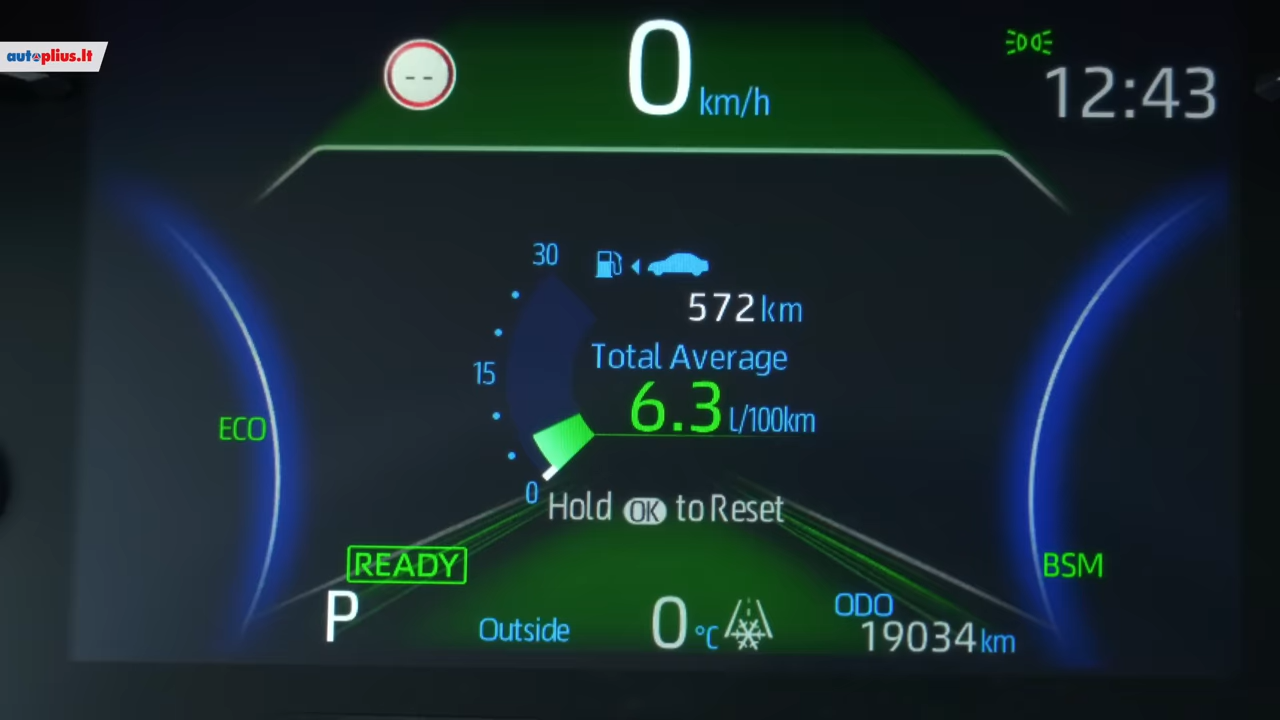 autoplius.lt
--
0 km/h
12:43
30
572 km
Total Average
15
6.3 L/100km
ECO
0
Hold OK to Reset
READY
BSM
P
Outside 0 °C
ODO
19034 km